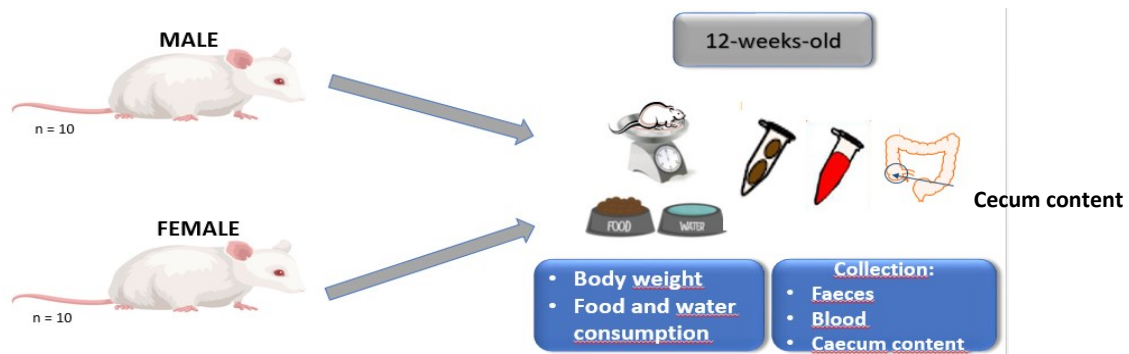 MALE
n = 10
FEMALE
n = 10
12-weeks-old
FOOD
WATER
Cecum content
• Body weight
• Food and water
consumption
Collection:
• Faeces
• Blood
• Caecum content